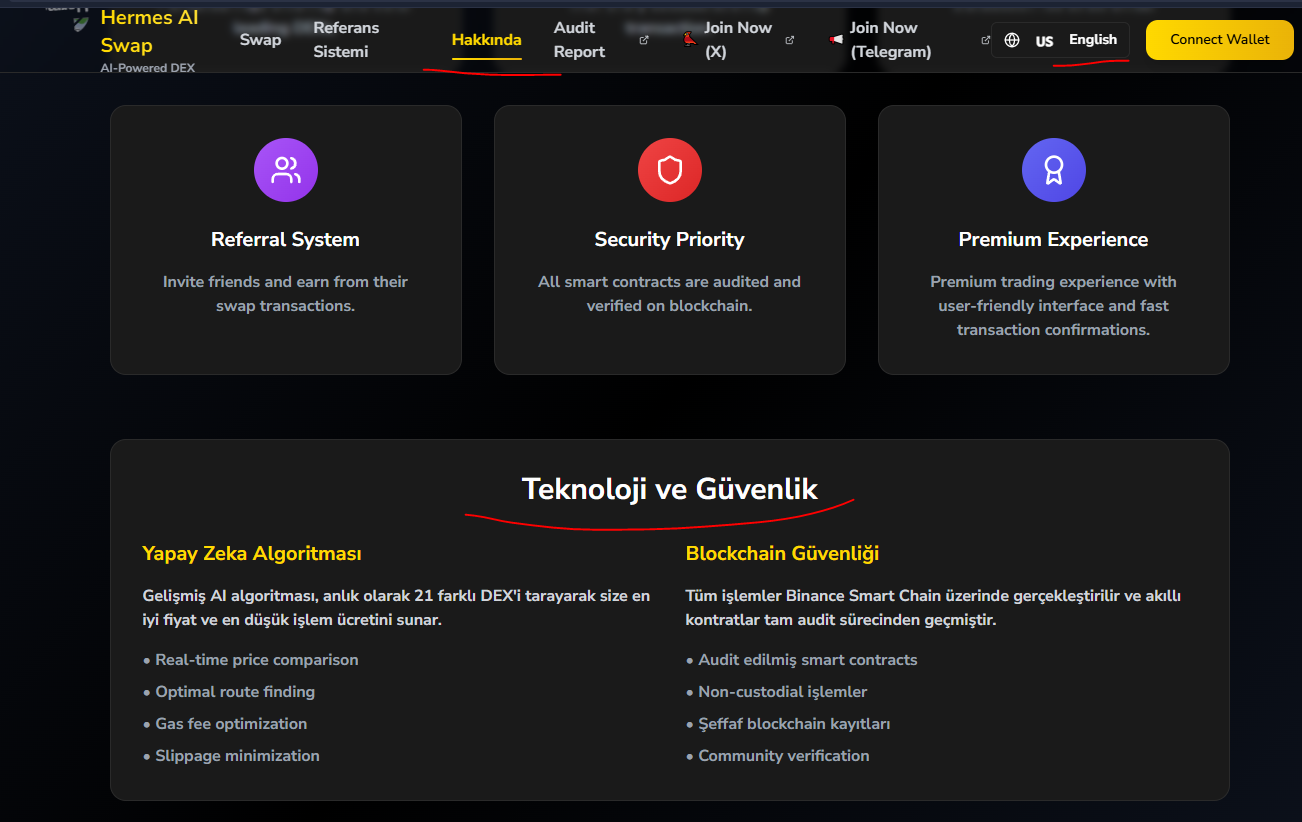 Hermes AI
Swap
AI-Powered DEX
Swap
Referans
Sistemi
Hakkında
Audit
Report
Join Now
(X)
Join Now
(Telegram)
US English
Connect Wallet
Referral System
Invite friends and earn from their
swap transactions.
Security Priority
All smart contracts are audited and
verified on blockchain.
Premium Experience
Premium trading experience with
user-friendly interface and fast
transaction confirmations.
Teknoloji ve Güvenlik
Yapay Zeka Algoritması
Gelişmiş AI algoritması, anlık olarak 21 farklı DEX'i tarayarak size en
iyi fiyat ve en düşük işlem ücretini sunar.
• Real-time price comparison
• Optimal route finding
• Gas fee optimization
• Slippage minimization
Blockchain Güvenliği
Tüm işlemler Binance Smart Chain üzerinde gerçekleştirilir ve akıllı
kontratlar tam audit sürecinden geçmiştir.
• Audit edilmiş smart contracts
• Non-custodial işlemler
• Şeffaf blockchain kayıtları
• Community verification